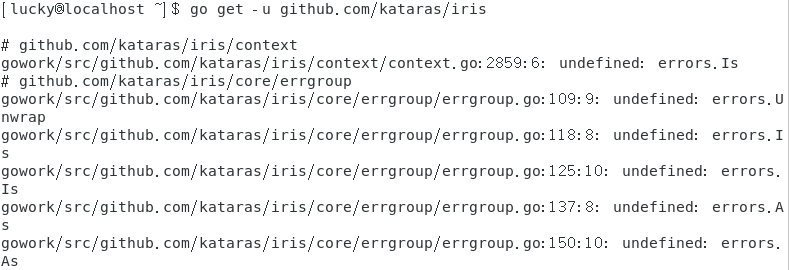 [lucky@localhost ~]$ go get -u github.com/kataras/iris

# github.com/kataras/iris/context
gowork/src/github.com/kataras/iris/context/context.go:2859:6: undefined: errors.Is
# github.com/kataras/iris/core/errgroup
gowork/src/github.com/kataras/iris/core/errgroup/errgroup.go:109:9: undefined: errors.U
nwrap
gowork/src/github.com/kataras/iris/core/errgroup/errgroup.go:118:8: undefined: errors.I
s
gowork/src/github.com/kataras/iris/core/errgroup/errgroup.go:125:10: undefined: errors.
Is
gowork/src/github.com/kataras/iris/core/errgroup/errgroup.go:137:8: undefined: errors.A
s
gowork/src/github.com/kataras/iris/core/errgroup/errgroup.go:150:10: undefined: errors.
As